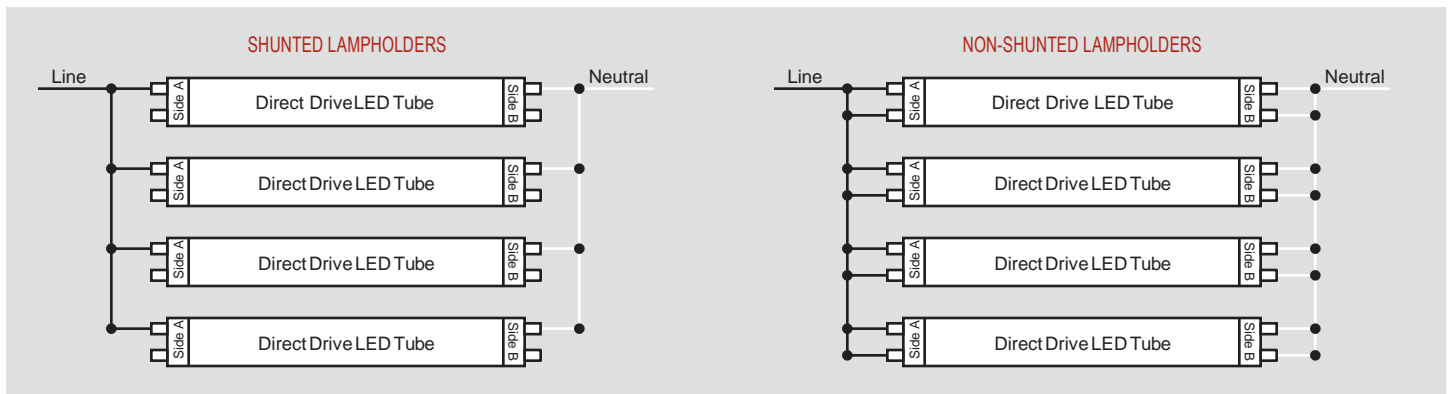 SHUNTED LAMPHOLDERS
Line
Neutral
Side A
Direct Drive LED Tube
Side B
Side A
Direct Drive LED Tube
Side B
Side A
Direct Drive LED Tube
Side B
Side A
Direct Drive LED Tube
Side B
NON-SHUNTED LAMPHOLDERS
Line
Neutral
Side A
Direct Drive LED Tube
Side B
Side A
Direct Drive LED Tube
Side B
Side A
Direct Drive LED Tube
Side B
Side A
Direct Drive LED Tube
Side B